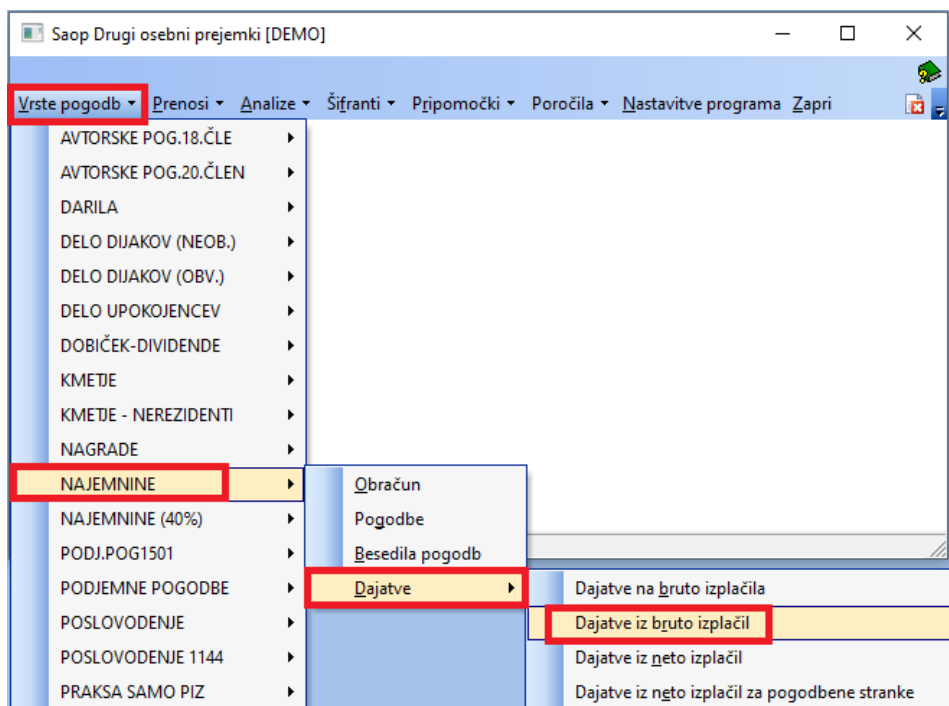 Saop Drugi osebni prejemki [DEMO]
Vrste pogodb Prenosi Analize Šifranti Pripomočki Poročila Nastavitve programa Zapri
AVTORSKE POG.18.ČLE
AVTORSKE POG.20.ČLEN
DARILA
DELO DIJAKOV (NEOB.)
DELO DIJAKOV (OBV.)
DELO UPOKOJENCEV
DOBIČEK-DIVIDENDE
KMETJE
KMETJE - NEREZIDENTI
NAGRADE
NAJEMNINE
NAJEMNINE (40%)
PODJ.POG1501
PODJEMNE POGODBE
POSLOVODENJE
POSLOVODENJE 1144
PRAKSA SAMO PIZ
Obračun
Pogodbe
Besedila pogodb
Dajatve
Dajatve na bruto izplačila
Dajatve iz bruto izplačil
Dajatve iz neto izplačil
Dajatve iz neto izplačil za pogodbene stranke